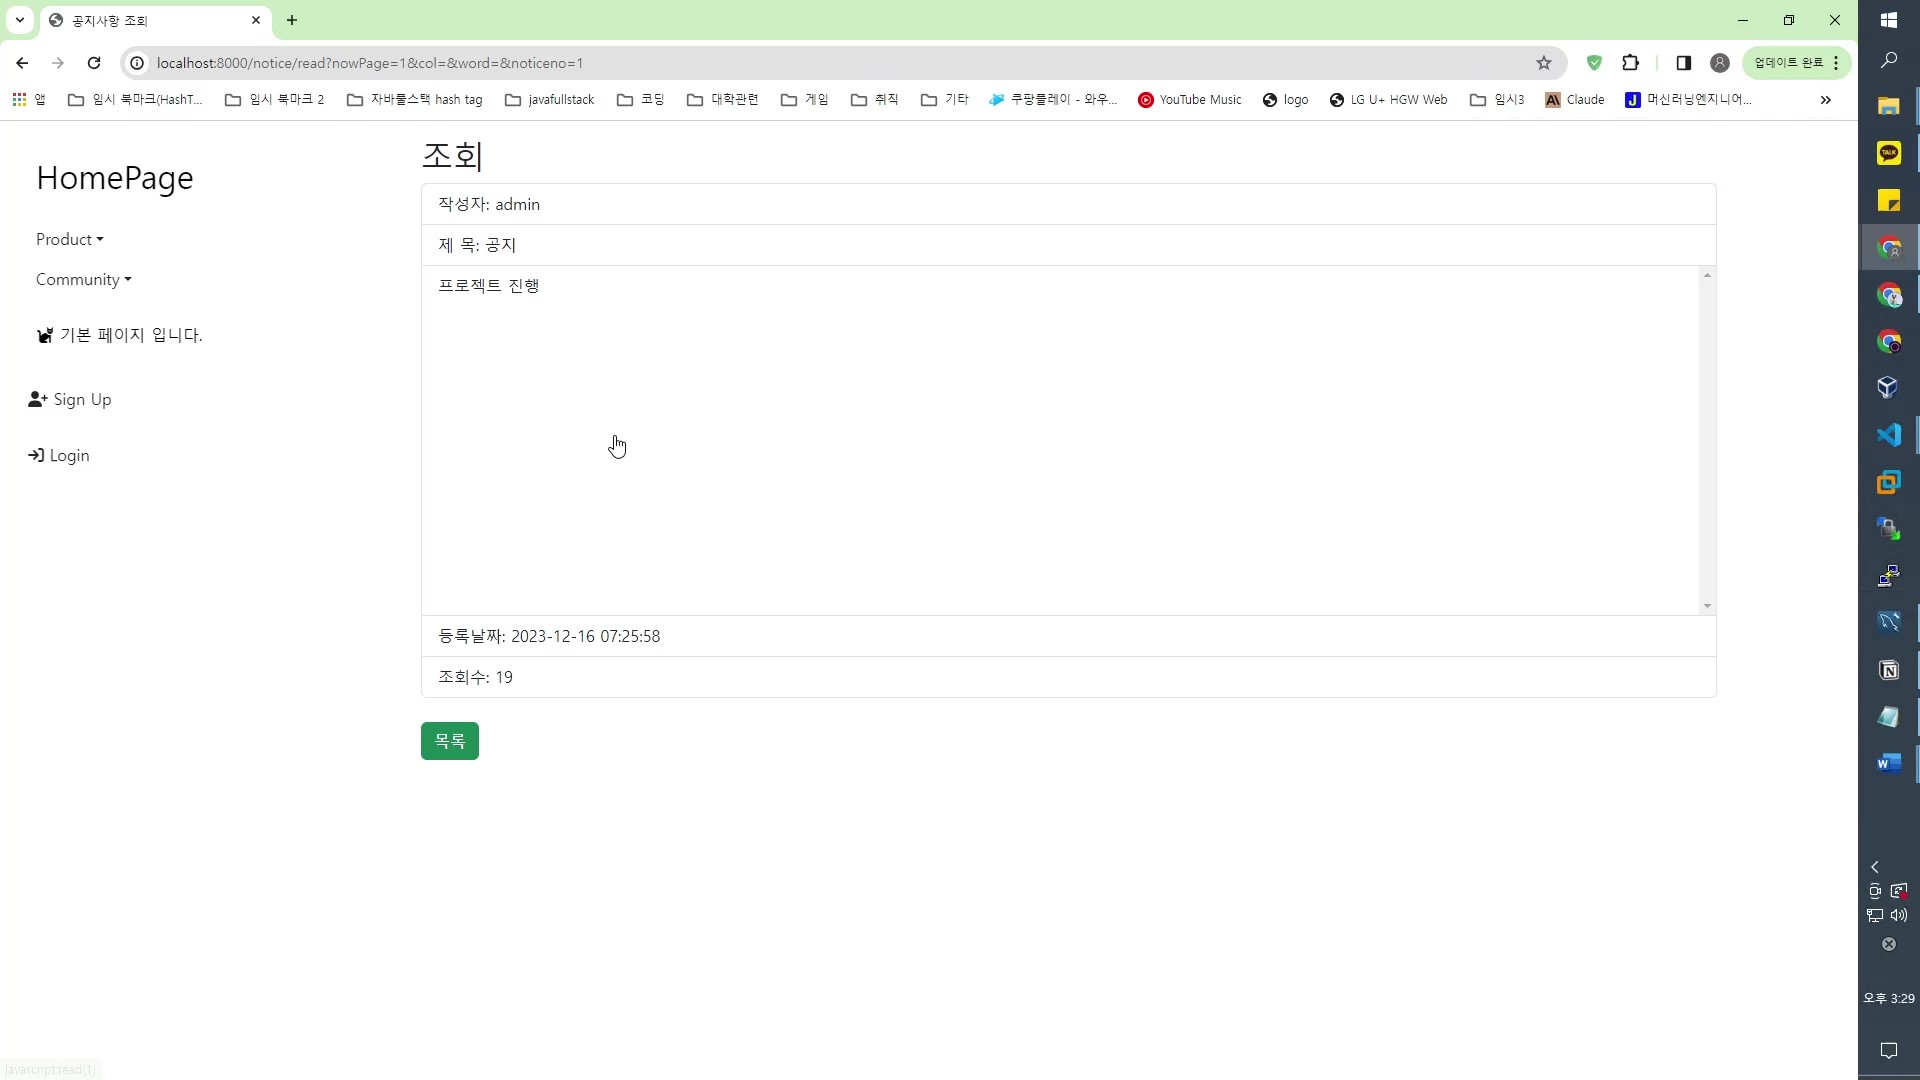 공지사항 조회
localhost:8000/notice/read?nowPage=1&col=&word=&noticeno=1
업데이트 완료
앱
임시 북마크(HashT...
임시 북마크 2
자바풀스택 hash tag
javafullstack
코딩
대학관련
게임
취직
기타
쿠팡플레이 - 와우...
YouTube Music
logo
LG U+ HGW Web
임시3
Claude
머신러닝엔지니어...
HomePage
Product
Community
기본 페이지 입니다.
Sign Up
Login
조회
작성자: admin
제 목: 공지
프로젝트 진행
등록날짜: 2023-12-16 07:25:58
조회수: 19
목록
javascript:read(1)
TALK
오후 3:29